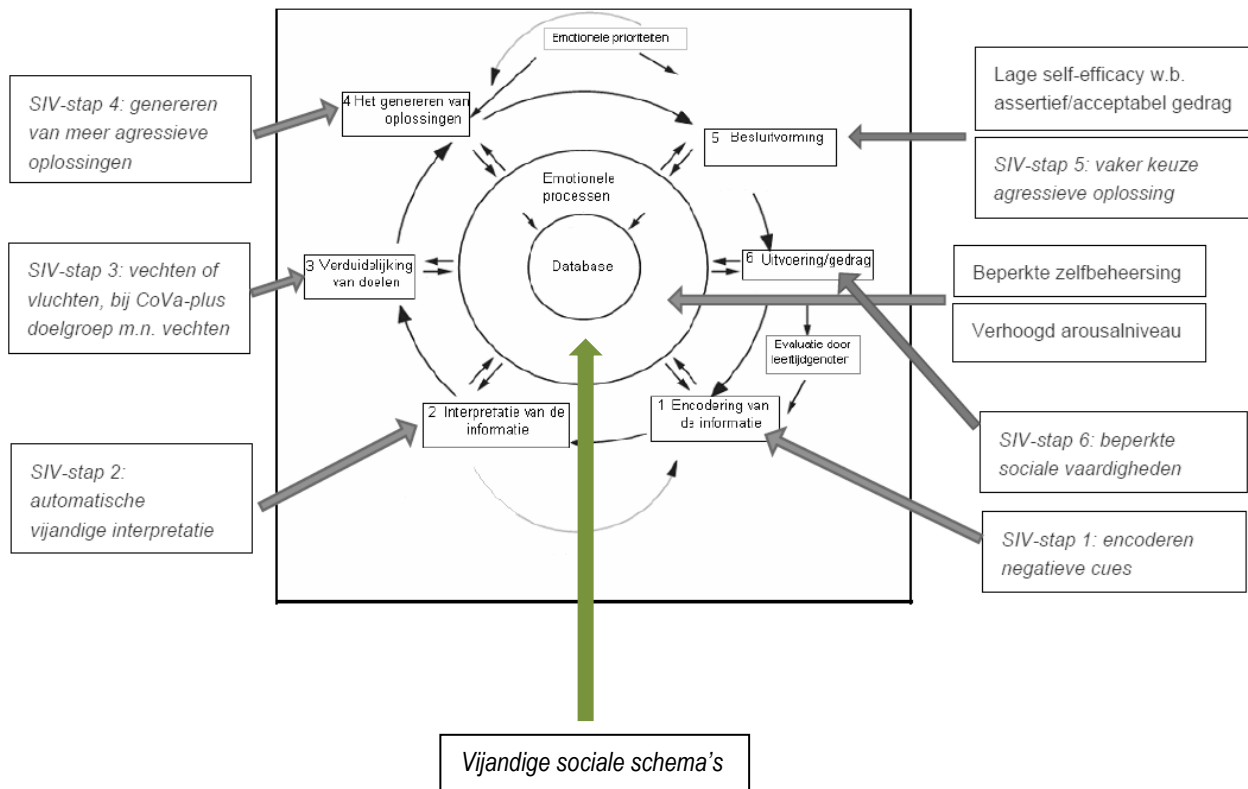 Emotionele prioriteiten
SIV-stap 4: genereren
van meer agressieve
oplossingen
4 Het genereren van
oplossingen
5 Besluitvorming
Lage self-efficacy w.b.
assertief/acceptabel gedrag
SIV-stap 5: vaker keuze
agressieve oplossing
Emotionele
processen
Database
SIV-stap 3: vechten of
vluchten, bij CoVa-plus
doelgroep m.n. vechten
3 Verduidelijking
van doelen
6 Uitvoering/gedrag
Beperkte zelfbeheersing
Verhoogd arousalniveau
Evaluatie door
leeftijdgenoten
2 Interpretatie van de
informatie
1 Encodering van
de informatie
SIV-stap 2:
automatische
vijandige interpretatie
SIV-stap 6: beperkte
sociale vaardigheden
SIV-stap 1: encoderen
negatieve cues
Vijandige sociale schema's